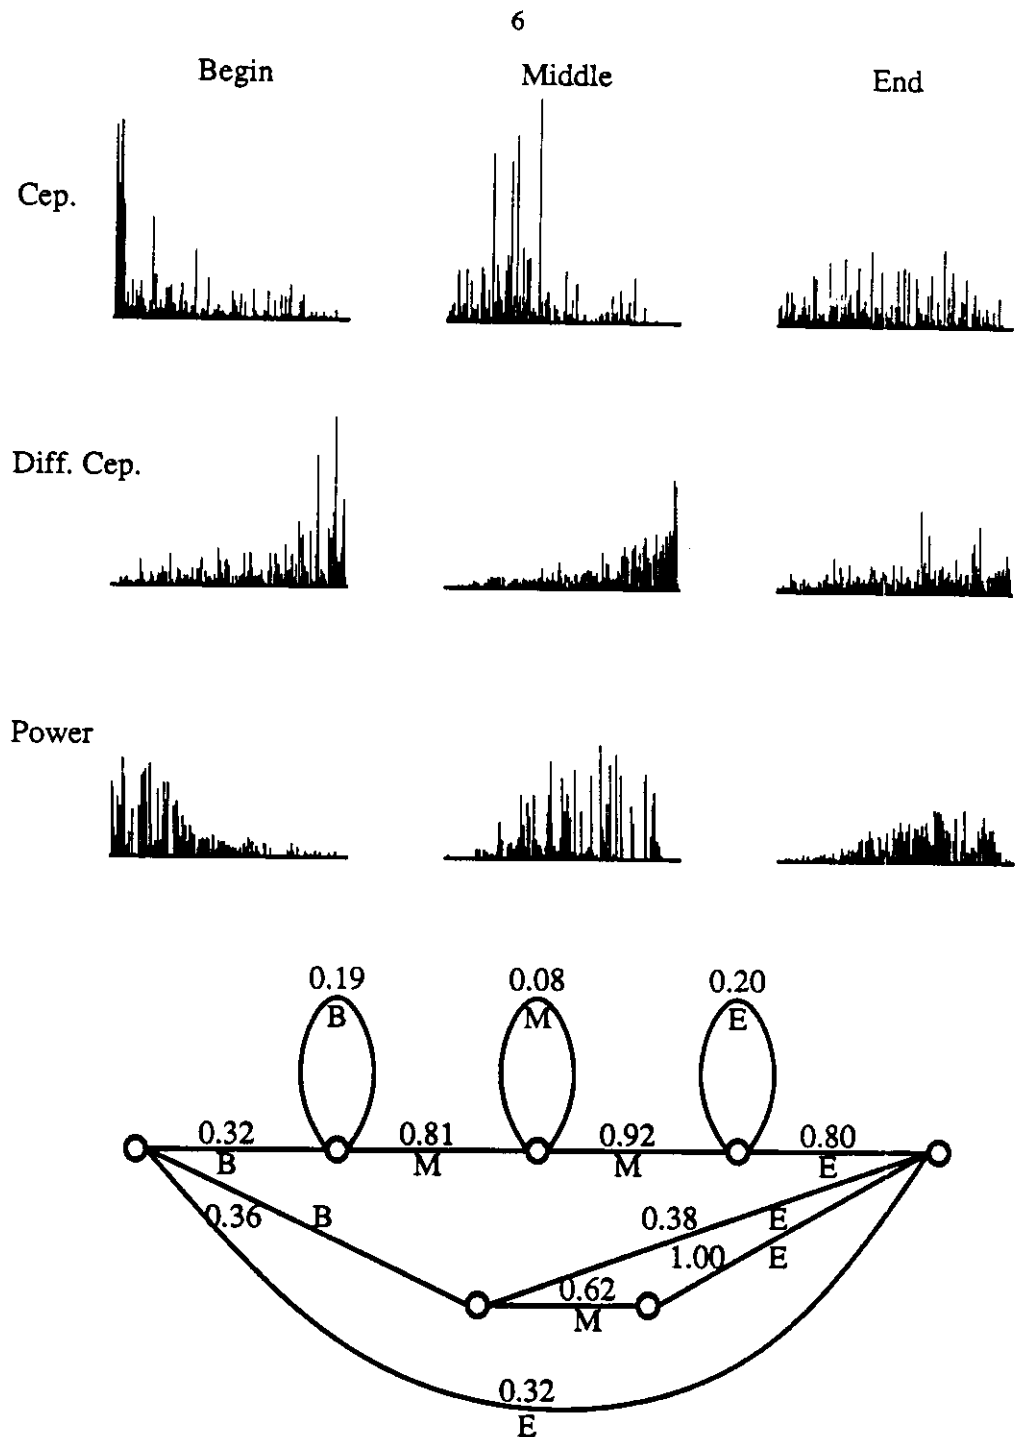 6
Begin Middle End
Cep.
Diff. Cep.
Power
0.19 0.08 0.20
B M E
0.32 0.81 0.92 0.80
B M M E
0.36 B 0.38 E
1.00 E
0.62
M
0.32
E